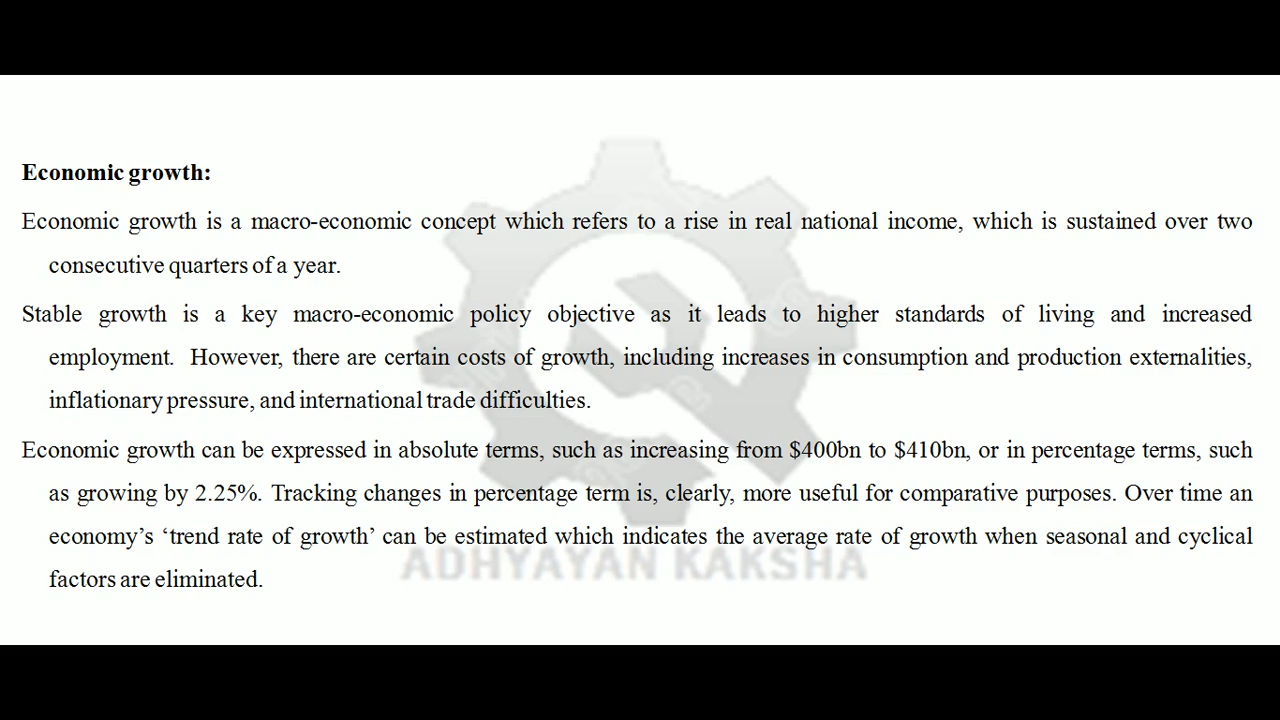 Economic growth:
Economic growth is a macro-economic concept which refers to a rise in real national income, which is sustained over two
consecutive quarters of a year.
Stable growth is a key macro-economic policy objective as it leads to higher standards of living and increased
employment. However, there are certain costs of growth, including increases in consumption and production externalities,
inflationary pressure, and international trade difficulties.
Economic growth can be expressed in absolute terms, such as increasing from $400bn to $410bn, or in percentage terms, such
as growing by 2.25%. Tracking changes in percentage term is, clearly, more useful for comparative purposes. Over time an
economy’s ‘trend rate of growth’ can be estimated which indicates the average rate of growth when seasonal and cyclical
ADHYAYAN KAKSHA
factors are eliminated.